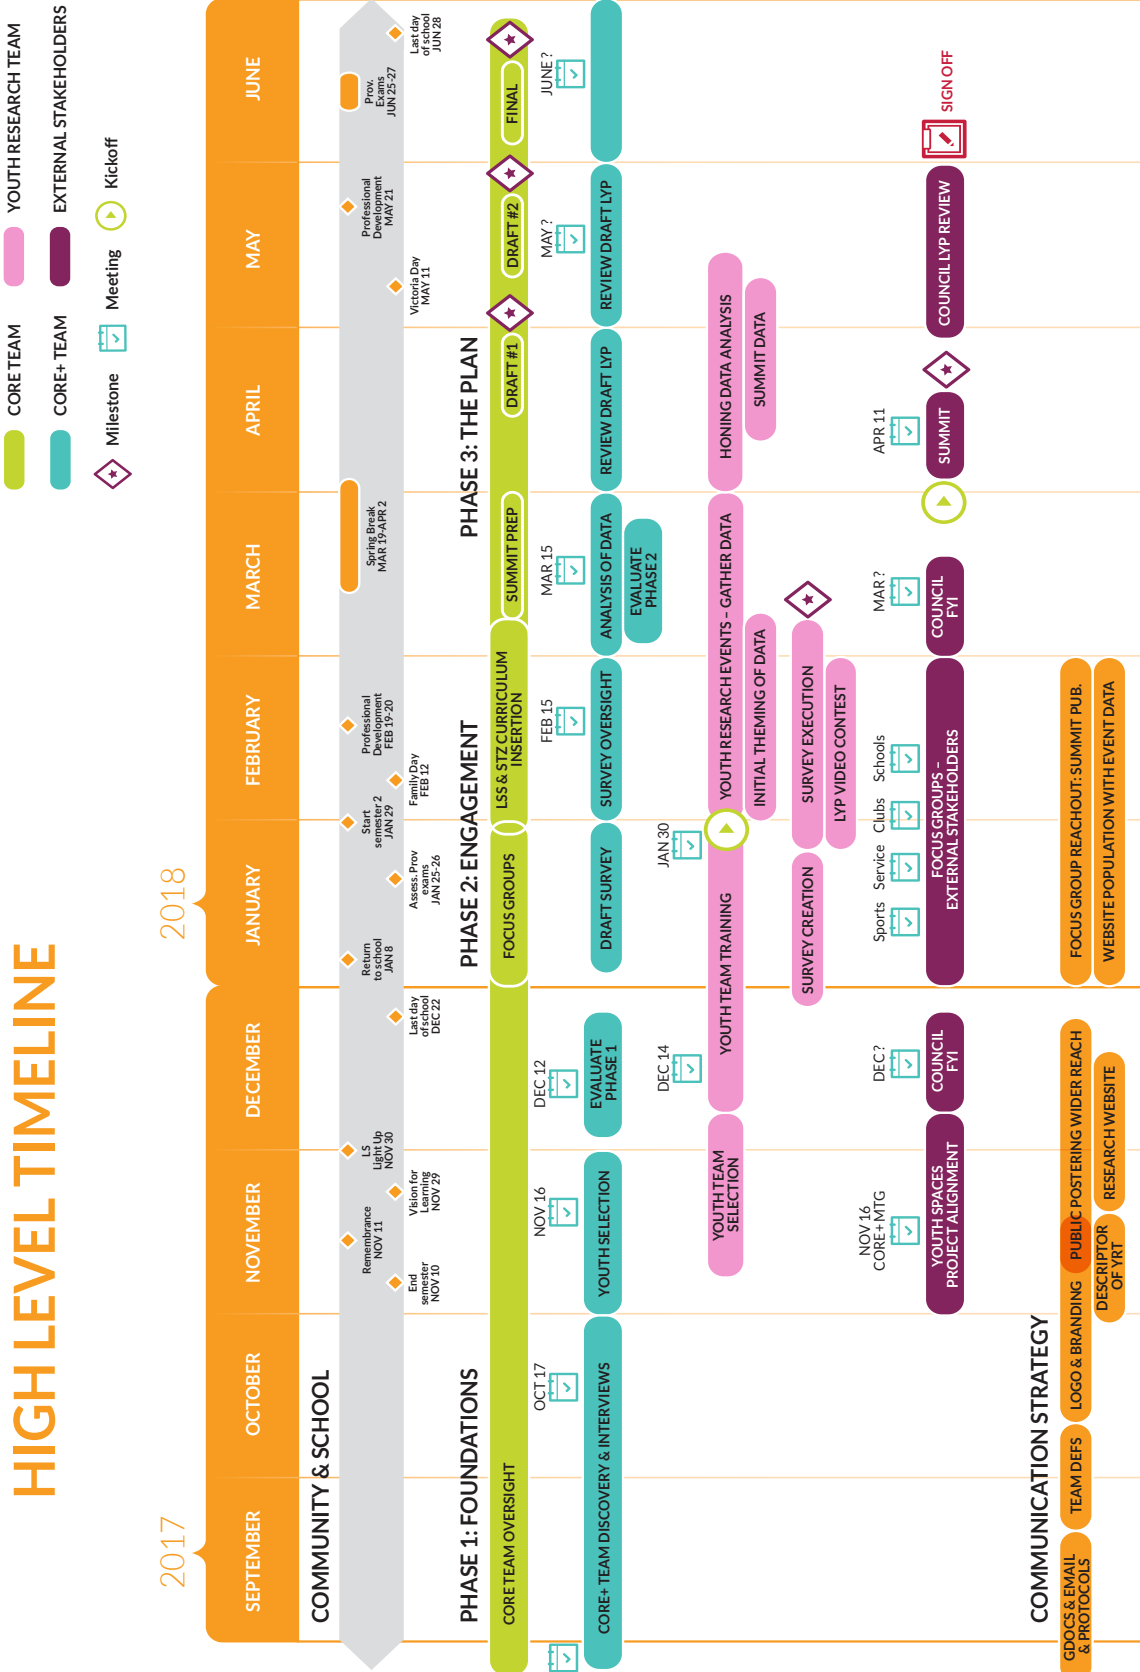 HIGH LEVEL TIMELINE
CORE TEAM
YOUTH RESEARCH TEAM
CORE+ TEAM
EXTERNAL STAKEHOLDERS
Milestone
Meeting
Kickoff
2017
2018
SEPTEMBER
OCTOBER
NOVEMBER
DECEMBER
JANUARY
FEBRUARY
MARCH
APRIL
MAY
JUNE
COMMUNITY & SCHOOL
End
semester
NOV 10
Remembrance
NOV 11
Vision for
Learning
NOV 29
LS
Light Up
NOV 30
Last day
of school
DEC 22
Return
to school
JAN 8
Assess. Prov
exams
JAN 25-26
Start
semester 2
JAN 29
Family Day
FEB 12
Professional
Development
FEB 19-20
Spring Break
MAR 19-APR 2
Victoria Day
MAY 11
Professional
Development
MAY 21
Prov.
Exams
JUN 25-27
Last day
of school
JUN 28
PHASE 1: FOUNDATIONS
PHASE 2: ENGAGEMENT
PHASE 3: THE PLAN
CORE TEAM OVERSIGHT
FOCUS GROUPS
LSS & STZ CURRICULUM
INSERTION
SUMMIT PREP
DRAFT #1
DRAFT #2
FINAL
OCT 17
NOV 16
DEC 12
FEB 15
MAR 15
MAY ?
JUNE ?
CORE+ TEAM DISCOVERY & INTERVIEWS
YOUTH SELECTION
EVALUATE
PHASE 1
DRAFT SURVEY
SURVEY OVERSIGHT
ANALYSIS OF DATA
REVIEW DRAFT LYP
REVIEW DRAFT LYP
EVALUATE
PHASE 2
DEC 14
JAN 30
YOUTH TEAM
SELECTION
YOUTH TEAM TRAINING
YOUTH RESEARCH EVENTS – GATHER DATA
HONING DATA ANALYSIS
INITIAL THEMING OF DATA
SUMMIT DATA
SURVEY CREATION
SURVEY EXECUTION
LYP VIDEO CONTEST
NOV 16
CORE+ MTG
DEC ?
Sports
Service
Clubs
Schools
MAR ?
APR 11
YOUTH SPACES
PROJECT ALIGNMENT
COUNCIL
FYI
FOCUS GROUPS –
EXTERNAL STAKEHOLDERS
COUNCIL
FYI
SUMMIT
COUNCIL LYP REVIEW
SIGN OFF
COMMUNICATION STRATEGY
GDOCS & EMAIL
& PROTOCOLS
TEAM DEFS
LOGO & BRANDING
PUBLIC POSTERING WIDER REACH
FOCUS GROUP REACHOUT: SUMMIT PUB.
DESCRIPTOR
OF YRT
RESEARCH WEBSITE
WEBSITE POPULATION WITH EVENT DATA